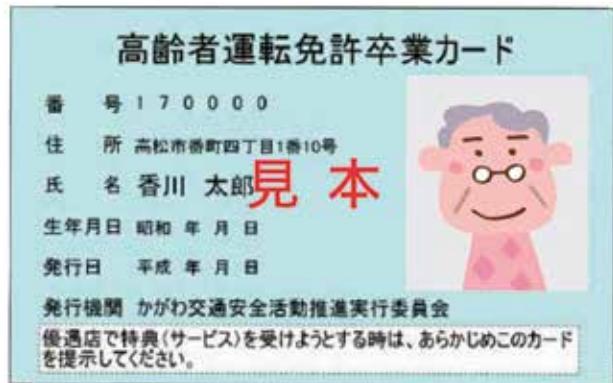 高齢者運転免許卒業カード
番 号 170000
住 所 高松市番町四丁目1番10号
氏 名 香川 太郎
見本
生年月日 昭和 年 月 日
発行日 平成 年 月 日
発行機関 かがわ交通安全活動推進実行委員会
優遇店で特典(サービス)を受けようとする時は、あらかじめこのカード
を提示してください。